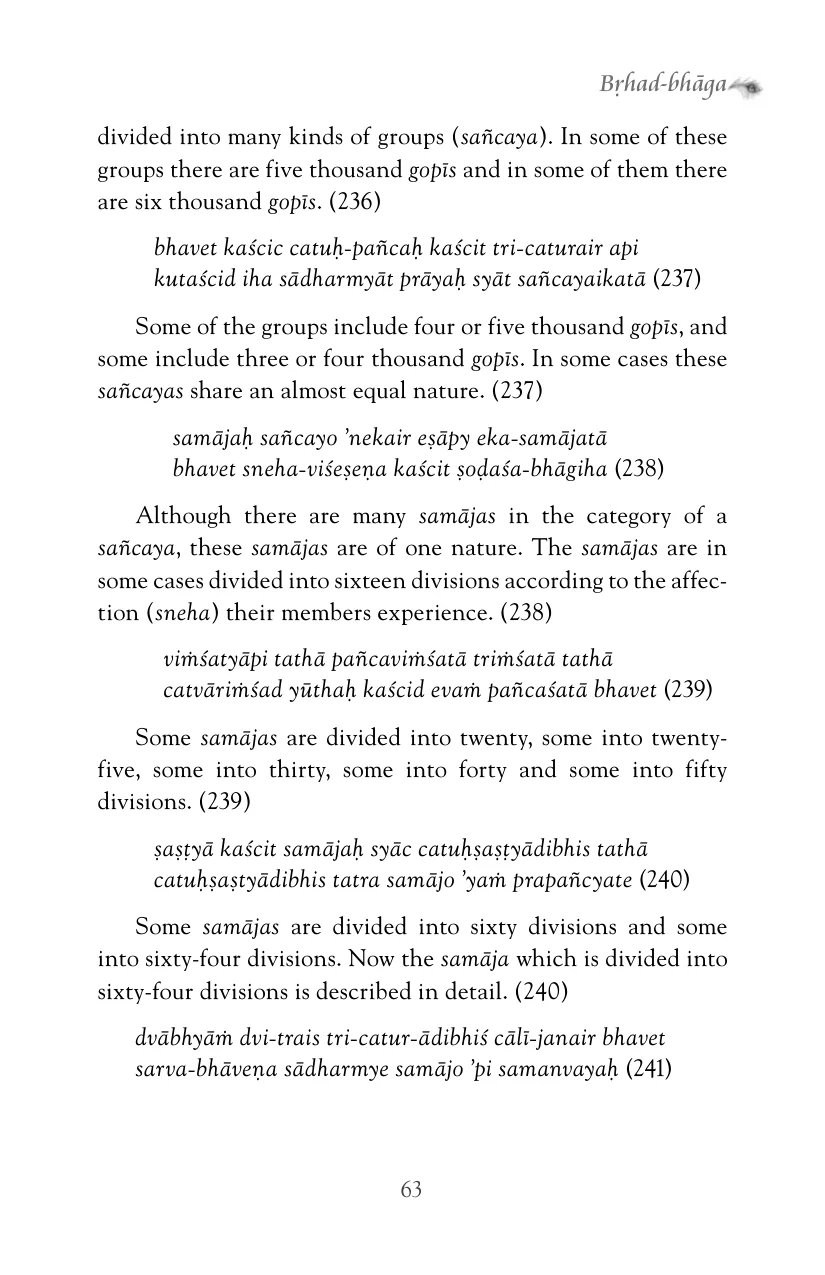 Bṛhad-bhāga
divided into many kinds of groups (sañcaya). In some of these
groups there are five thousand gopīs and in some of them there
are six thousand gopīs. (236)
bhavet kaścic catuḥ-pañcaḥ kaścit tri-caturair api
kutaścid iha sādharmyāt prāyaḥ syāt sañcayaikatā (237)
Some of the groups include four or five thousand gopīs, and
some include three or four thousand gopīs. In some cases these
sañcayas share an almost equal nature. (237)
samājaḥ sañcayo ’nekair eṣāpy eka-samājatā
bhavet sneha-viśeṣeṇa kaścit ṣoḍaśa-bhāgiha (238)
Although there are many samājas in the category of a
sañcaya, these samājas are of one nature. The samājas are in
some cases divided into sixteen divisions according to the affec-
tion (sneha) their members experience. (238)
viṁśatyāpi tathā pañcaviṁśatā triṁśatā tathā
catvāriṁśad yūthaḥ kaścid evaṁ pañcaśatā bhavet (239)
Some samājas are divided into twenty, some into twenty-
five, some into thirty, some into forty and some into fifty
divisions. (239)
ṣaṣṭyā kaścit samājaḥ syāc catuḥṣaṣṭyādibhis tathā
catuḥṣaṣtyādibhis tatra samājo ’yaṁ prapañcyate (240)
Some samājas are divided into sixty divisions and some
into sixty-four divisions. Now the samāja which is divided into
sixty-four divisions is described in detail. (240)
dvābhyāṁ dvi-trais tri-catur-ādibhiś cālī-janair bhavet
sarva-bhāveṇa sādharmye samājo ’pi samanvayaḥ (241)
63